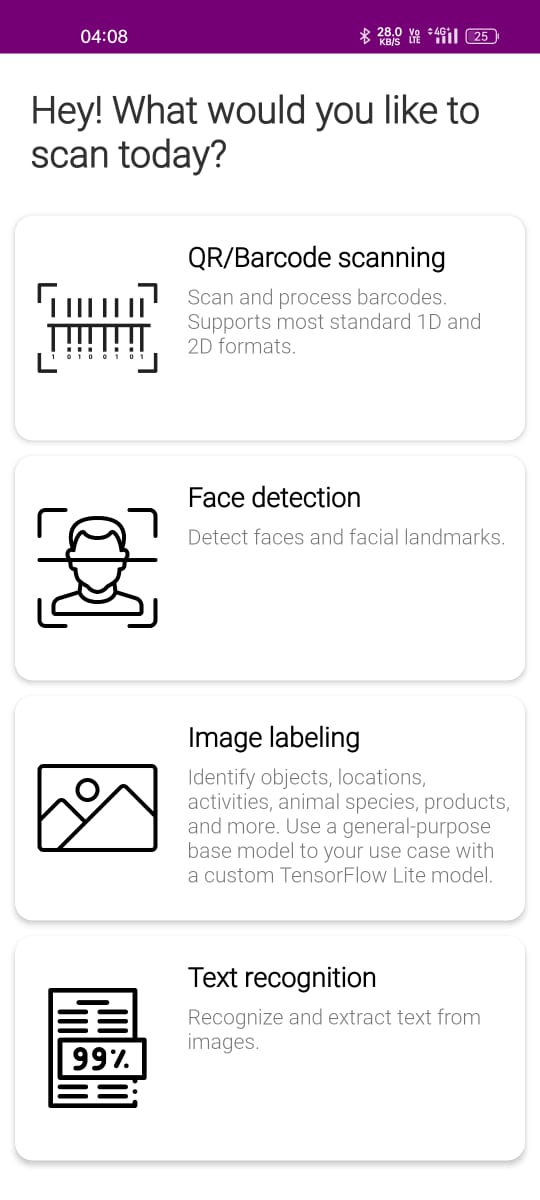 04:08
28.0 KB/S
Vo LTE
4G+
25
Hey! What would you like to
scan today?
QR/Barcode scanning
Scan and process barcodes.
Supports most standard 1D and
2D formats.
1 0 1 0 0 1 0 1
Face detection
Detect faces and facial landmarks.
Image labeling
Identify objects, locations,
activities, animal species, products,
and more. Use a general-purpose
base model to your use case with
a custom TensorFlow Lite model.
Text recognition
Recognize and extract text from
images.
99%